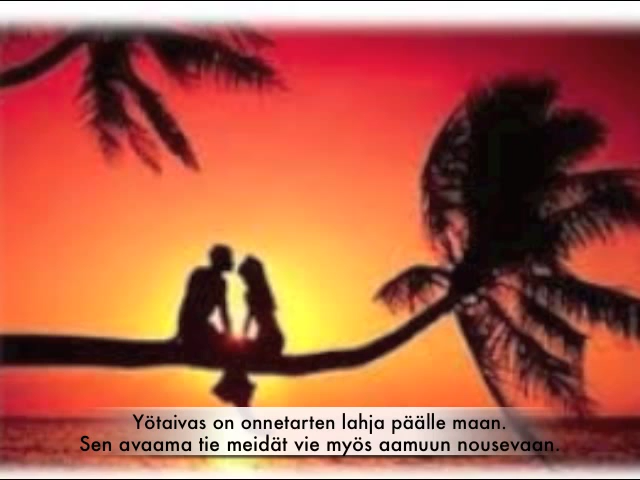 Yötaivas on onnetarten lahja päälle maan.
Sen avaama tie meidät vie myös aamuun nousevaan.